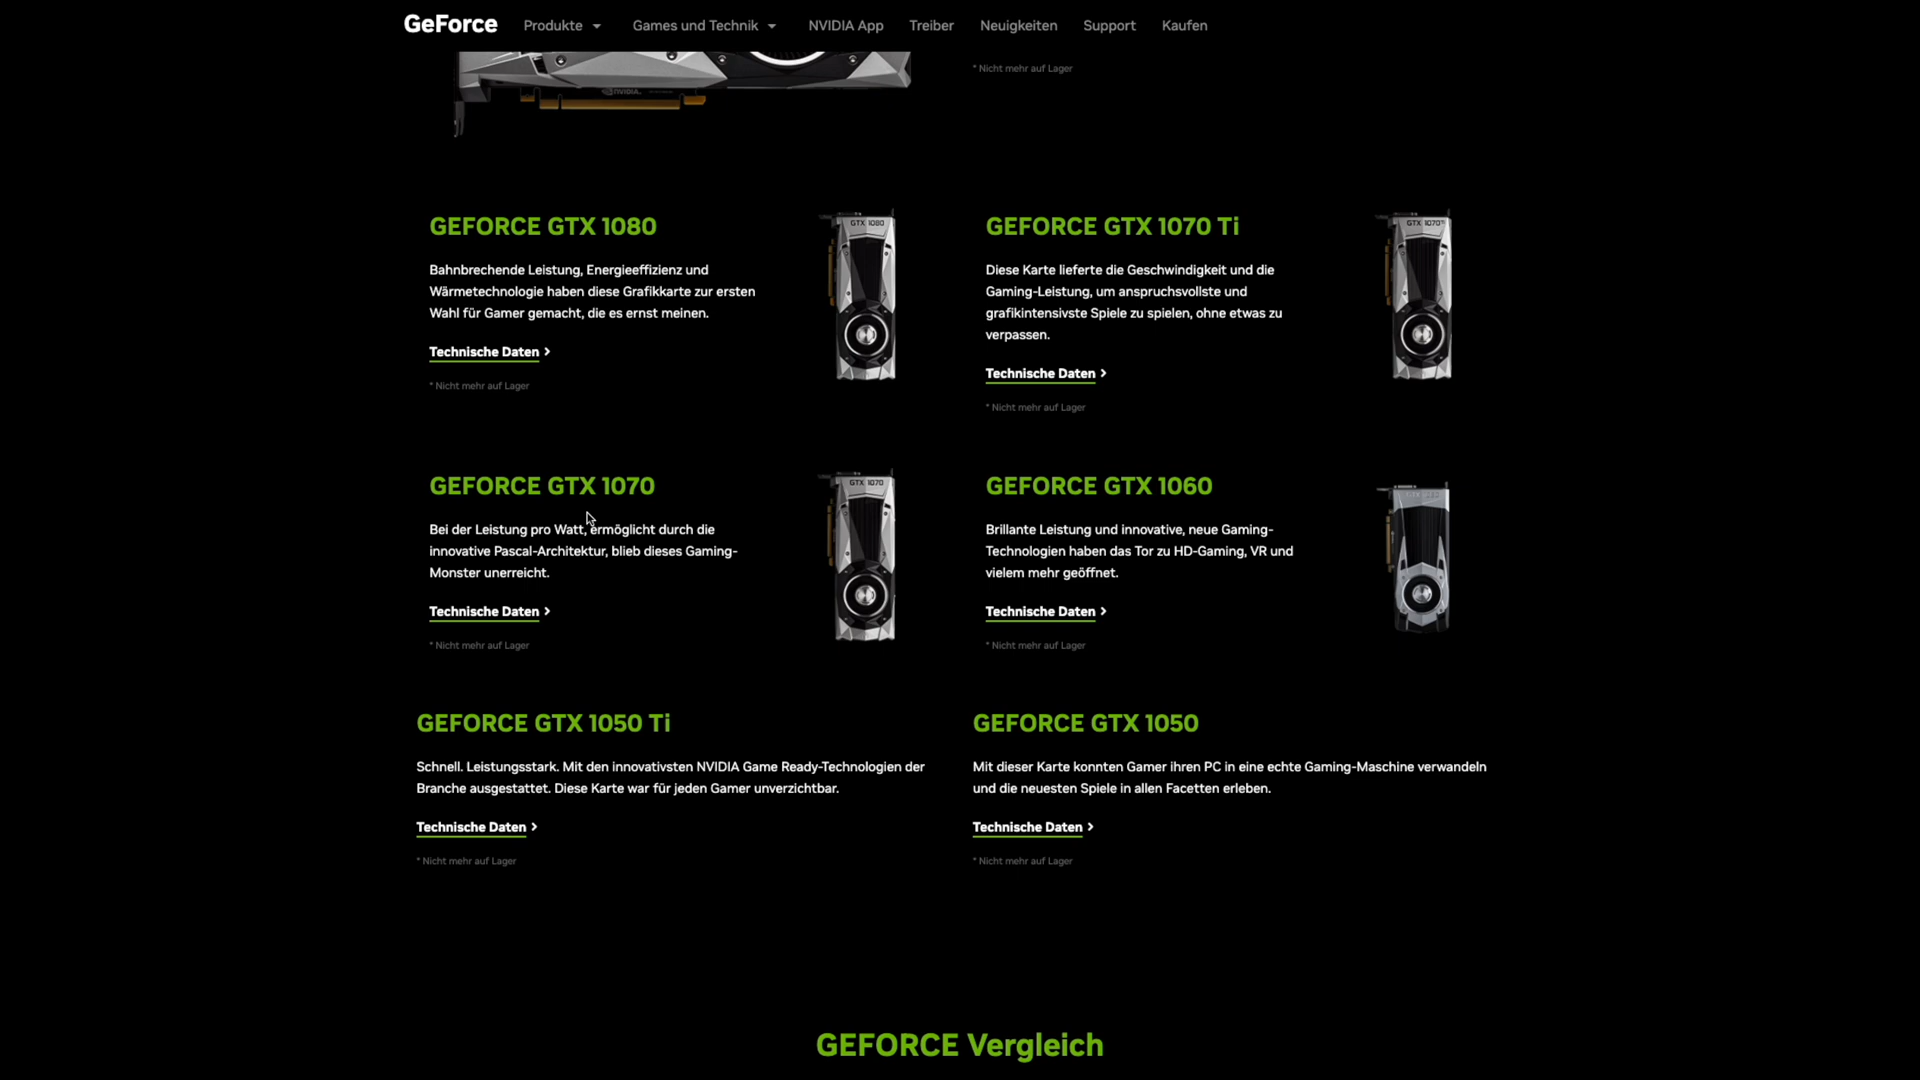 GeForce Produkte Games und Technik NVIDIA App Treiber Neuigkeiten Support Kaufen
* Nicht mehr auf Lager
NVIDIA.
GEFORCE GTX 1080
Bahnbrechende Leistung, Energieeffizienz und
Wärmetechnologie haben diese Grafikkarte zur ersten
Wahl für Gamer gemacht, die es ernst meinen.
Technische Daten
* Nicht mehr auf Lager
GTX 1080
GEFORCE GTX 1070 Ti
Diese Karte lieferte die Geschwindigkeit und die
Gaming-Leistung, um anspruchsvollste und
grafikintensivste Spiele zu spielen, ohne etwas zu
verpassen.
Technische Daten
* Nicht mehr auf Lager
GTX 1070
GEFORCE GTX 1070
Bei der Leistung pro Watt, ermöglicht durch die
innovative Pascal-Architektur, blieb dieses Gaming-
Monster unerreicht.
Technische Daten
* Nicht mehr auf Lager
GTX 1070
GEFORCE GTX 1060
Brillante Leistung und innovative, neue Gaming-
Technologien haben das Tor zu HD-Gaming, VR und
vielem mehr geöffnet.
Technische Daten
* Nicht mehr auf Lager
GEFORCE GTX 1050 Ti
Schnell. Leistungsstark. Mit den innovativsten NVIDIA Game Ready-Technologien der
Branche ausgestattet. Diese Karte war für jeden Gamer unverzichtbar.
Technische Daten
* Nicht mehr auf Lager
GEFORCE GTX 1050
Mit dieser Karte konnten Gamer ihren PC in eine echte Gaming-Maschine verwandeln
und die neuesten Spiele in allen Facetten erleben.
Technische Daten
* Nicht mehr auf Lager
GEFORCE Vergleich